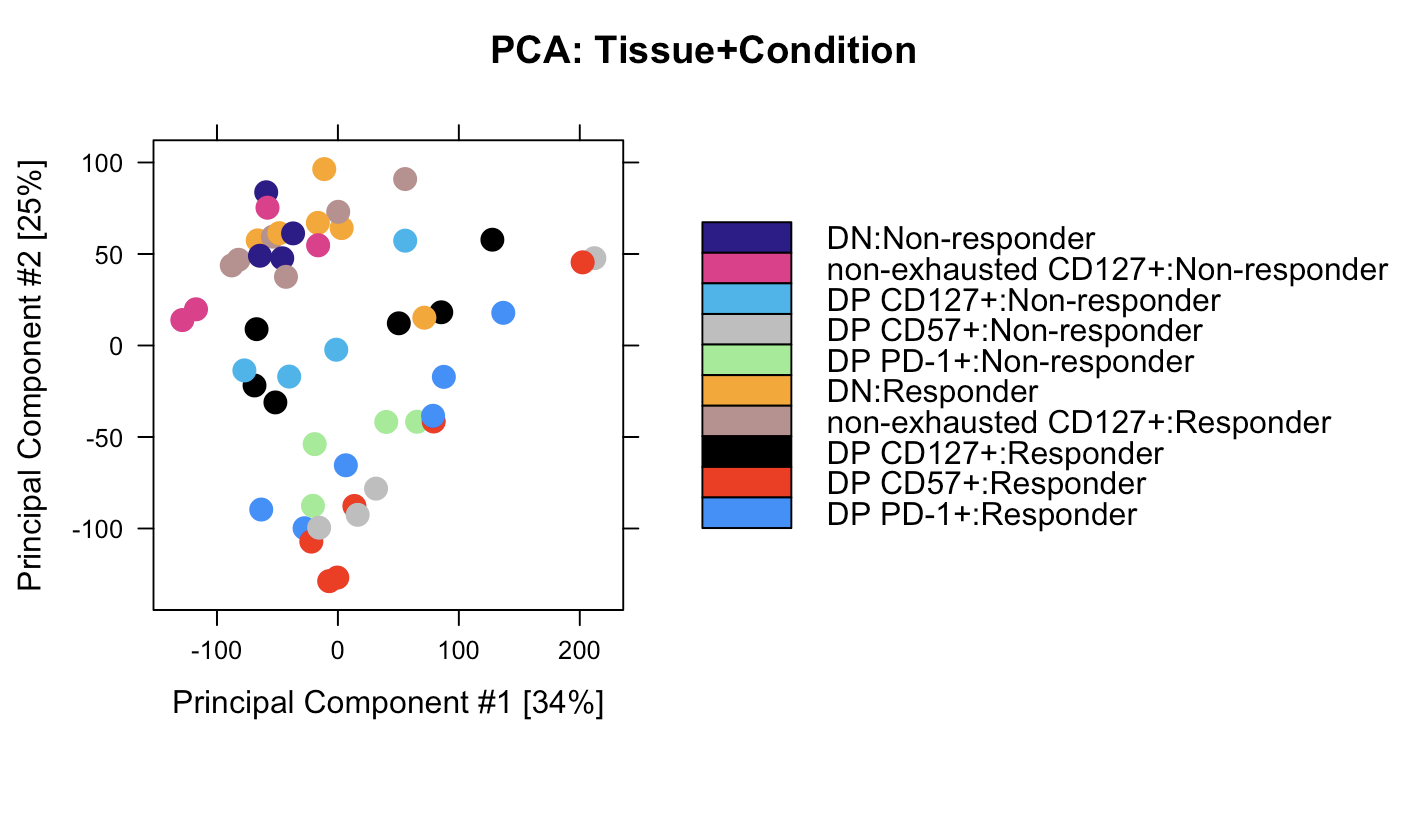 PCA: Tissue+Condition
Principal Component #2 [25%]
100
50
0
-50
-100
-100 0 100 200
Principal Component #1 [34%]
DN:Non-responder
non-exhausted CD127+:Non-responder
DP CD127+:Non-responder
DP CD57+:Non-responder
DP PD-1+:Non-responder
DN:Responder
non-exhausted CD127+:Responder
DP CD127+:Responder
DP CD57+:Responder
DP PD-1+:Responder